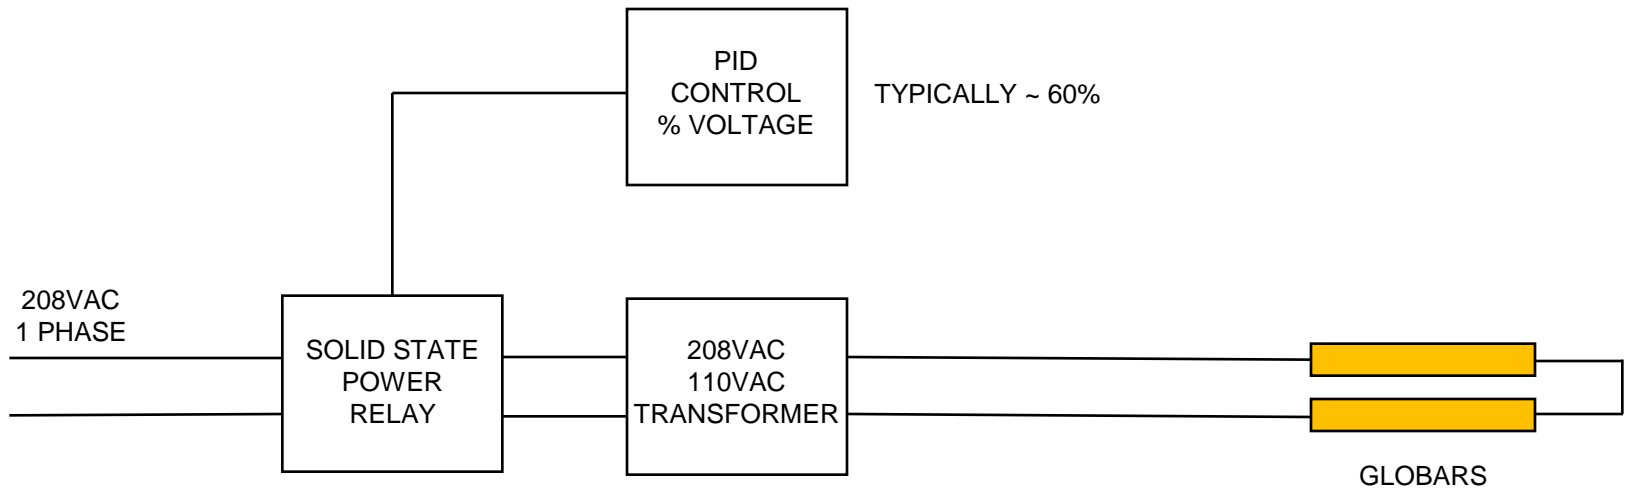 PID
CONTROL
% VOLTAGE
TYPICALLY ~ 60%
208VAC
1 PHASE
SOLID STATE
POWER
RELAY
208VAC
110VAC
TRANSFORMER
GLOBARS